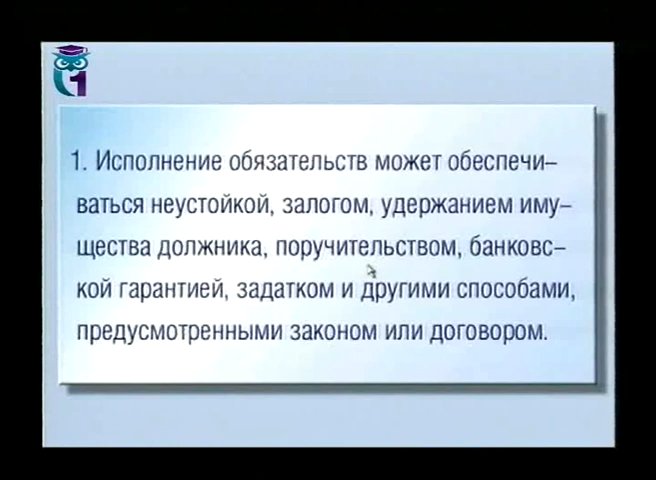 1
1. Исполнение обязательств может обеспечи–
ваться неустойкой, залогом, удержанием иму–
щества должника, поручительством, банковс–
кой гарантией, задатком и другими способами,
предусмотренными законом или договором.